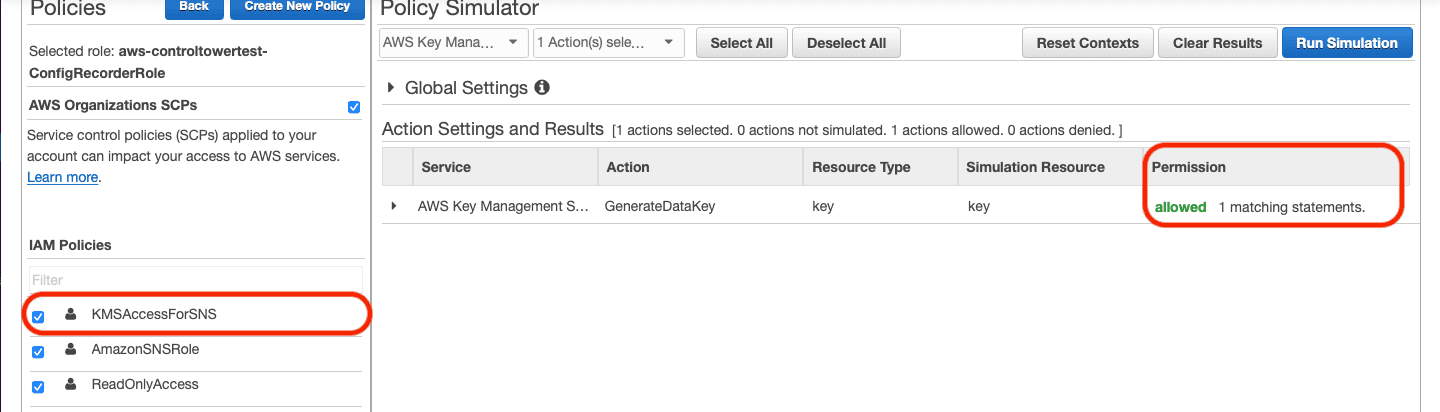 Policies
Back
Create New Policy
Selected role: aws-controltowertest-
ConfigRecorderRole
AWS Organizations SCPs
Service control policies (SCPs) applied to your
account can impact your access to AWS services.
Learn more.
IAM Policies
Filter
KMSAccessForSNS
AmazonSNSRole
ReadOnlyAccess
Policy Simulator
AWS Key Mana...
1 Action(s) sele...
Select All
Deselect All
Reset Contexts
Clear Results
Run Simulation
Global Settings
Action Settings and Results [1 actions selected. 0 actions not simulated. 1 actions allowed. 0 actions denied. ]
Service Action Resource Type Simulation Resource Permission
AWS Key Management S... GenerateDataKey key key allowed 1 matching statements.